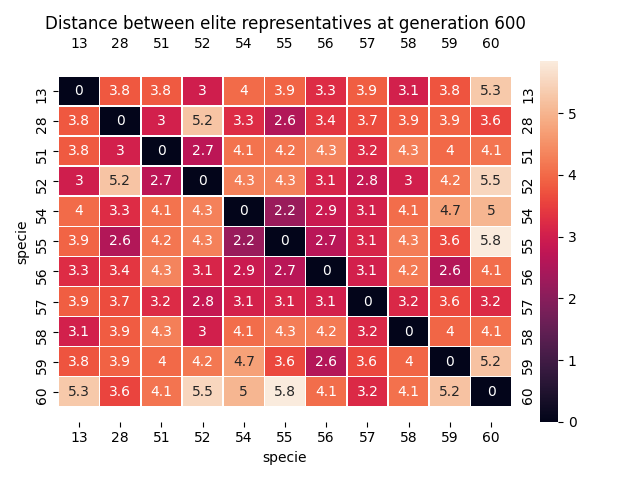 Distance between elite representatives at generation 600
13 28 51 52 54 55 56 57 58 59 60
13 0 3.8 3.8 3 4 3.9 3.3 3.9 3.1 3.8 5.3 13
28 3.8 0 3 5.2 3.3 2.6 3.4 3.7 3.9 3.9 3.6 28
51 3.8 3 0 2.7 4.1 4.2 4.3 3.2 4.3 4 4.1 51
52 3 5.2 2.7 0 4.3 4.3 3.1 2.8 3 4.2 5.5 52
54 4 3.3 4.1 4.3 0 2.2 2.9 3.1 4.1 4.7 5 54
55 3.9 2.6 4.2 4.3 2.2 0 2.7 3.1 4.3 3.6 5.8 55
56 3.3 3.4 4.3 3.1 2.9 2.7 0 3.1 4.2 2.6 4.1 56
57 3.9 3.7 3.2 2.8 3.1 3.1 3.1 0 3.2 3.6 3.2 57
58 3.1 3.9 4.3 3 4.1 4.3 4.2 3.2 0 4 4.1 58
59 3.8 3.9 4 4.2 4.7 3.6 2.6 3.6 4 0 5.2 59
60 5.3 3.6 4.1 5.5 5 5.8 4.1 3.2 4.1 5.2 0 60
13 28 51 52 54 55 56 57 58 59 60
specie
specie
5
4
3
2
1
0